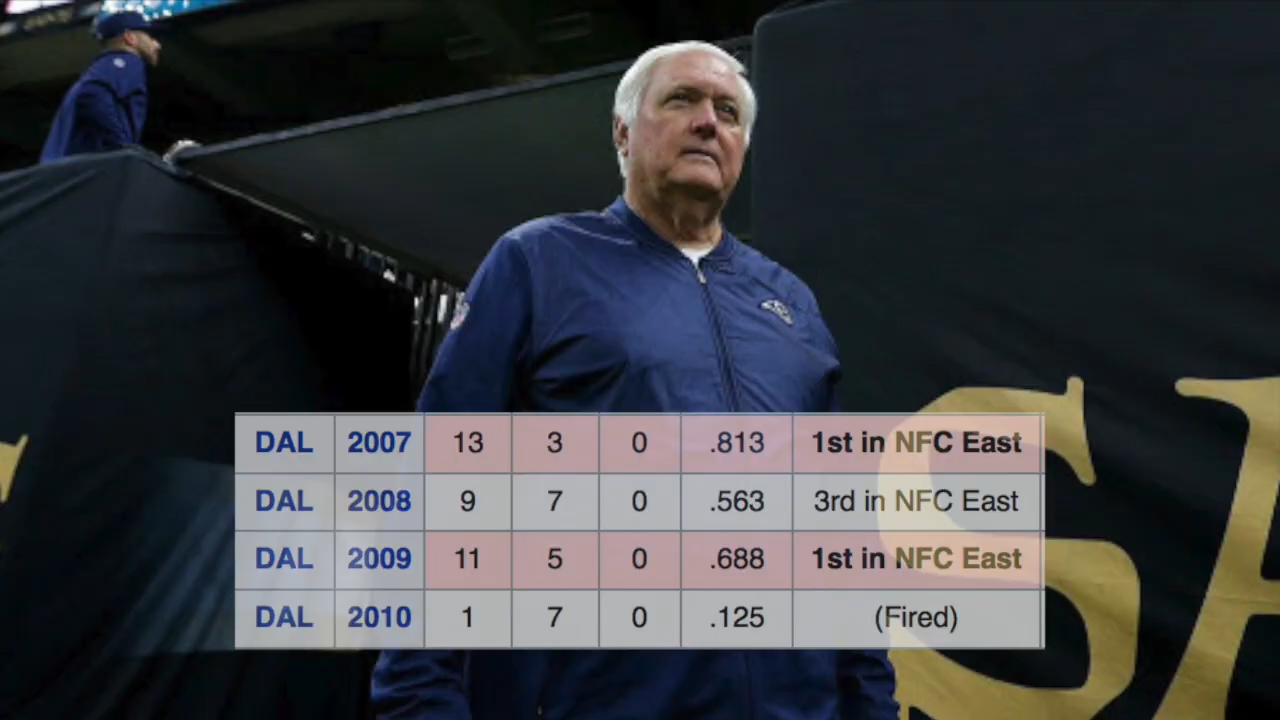 DAL 2007 13 3 0 .813 1st in NFC East
DAL 2008 9 7 0 .563 3rd in NFC East
DAL 2009 11 5 0 .688 1st in NFC East
DAL 2010 1 7 0 .125 (Fired)
SA